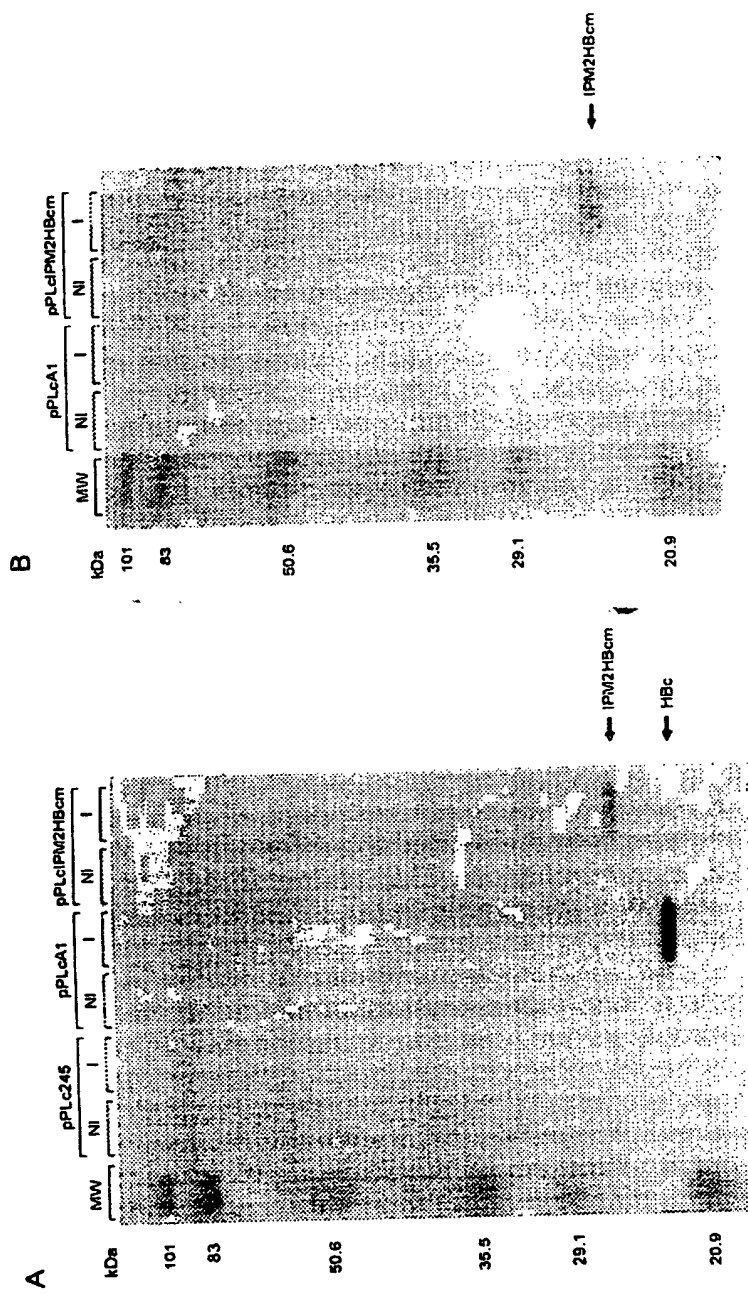 A
pPLc245
pPLcA1
pPLcIPM2HBcm
MW
NI
I
NI
I
NI
I
kDa
101
83
50.6
35.5
29.1
20.9
IPM2HBcm
HBc
B
pPLcA1
pPLcIPM2HBcm
MW
NI
I
NI
I
kDa
101
83
50.6
35.5
29.1
20.9
IPM2HBcm